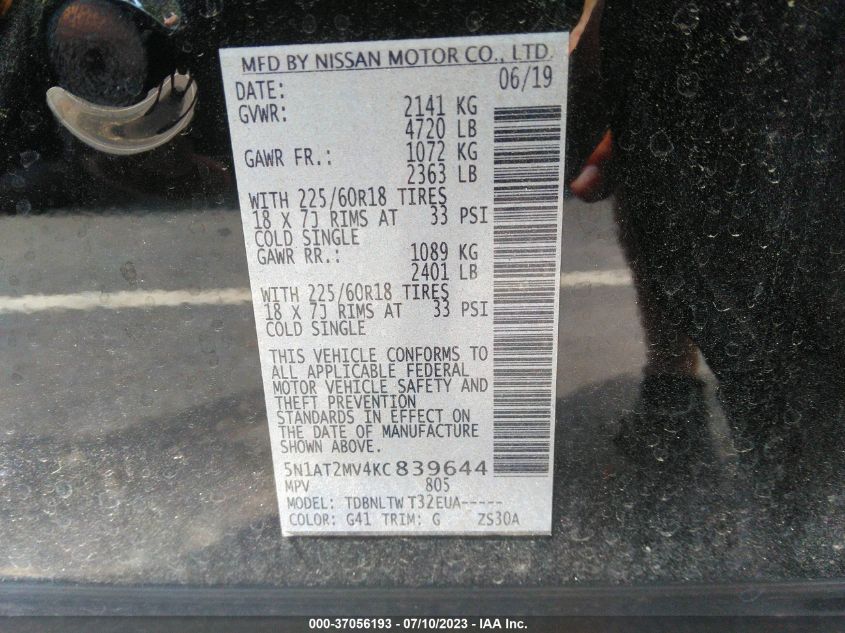 MFD BY NISSAN MOTOR CO., LTD.
DATE: 06/19
GVWR: 2141 KG
4720 LB
GAWR FR.: 1072 KG
2363 LB
WITH 225/60R18 TIRES
18 X 7J RIMS AT 33 PSI
COLD SINGLE
GAWR RR.: 1089 KG
2401 LB
WITH 225/60R18 TIRES
18 X 7J RIMS AT 33 PSI
COLD SINGLE
THIS VEHICLE CONFORMS TO
ALL APPLICABLE FEDERAL
MOTOR VEHICLE SAFETY AND
THEFT PREVENTION
STANDARDS IN EFFECT ON
THE DATE OF MANUFACTURE
SHOWN ABOVE.
5N1AT2MV4KC839644
MPV 805
MODEL: TDBNLTW T32EUA-----
COLOR: G41 TRIM: G ZS30A
000-37056193 - 07/10/2023 - IAA Inc.